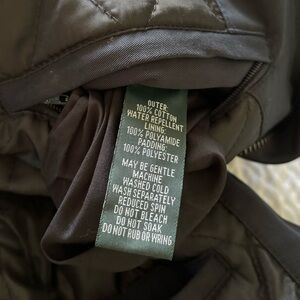 OUTER:
100% COTTON
WATER REPELLENT
LINING:
100% POLYAMIDE
PADDING:
100% POLYESTER
MAY BE GENTLE
MACHINE
WASHED COLD
WASH SEPARATELY
REDUCED SPIN
DO NOT BLEACH
DO NOT SOAK
DO NOT RUB OR WRING